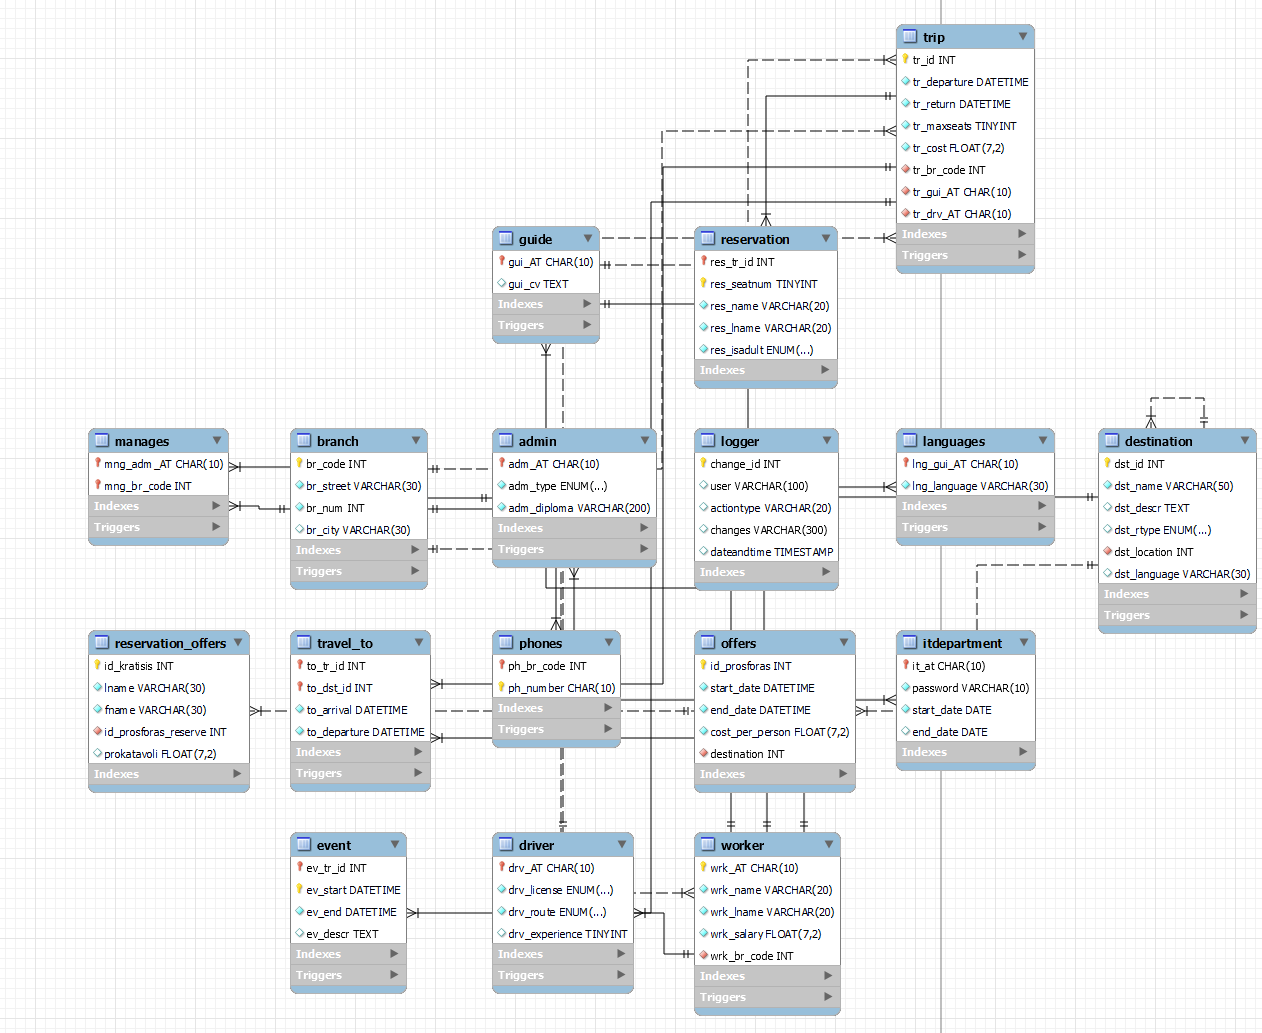 trip
tr_id INT
tr_departure DATETIME
tr_return DATETIME
tr_maxseats TINYINT
tr_cost FLOAT(7,2)
tr_br_code INT
tr_gui_AT CHAR(10)
tr_drv_AT CHAR(10)
Indexes
Triggers
guide
gui_AT CHAR(10)
gui_cv TEXT
Indexes
Triggers
reservation
res_tr_id INT
res_seatnum TINYINT
res_name VARCHAR(20)
res_lname VARCHAR(20)
res_isadult ENUM(...)
Indexes
manages
mng_adm_AT CHAR(10)
mng_br_code INT
Indexes
Triggers
branch
br_code INT
br_street VARCHAR(30)
br_num INT
br_city VARCHAR(30)
Indexes
Triggers
admin
adm_AT CHAR(10)
adm_type ENUM(...)
adm_diploma VARCHAR(200)
Indexes
Triggers
logger
change_id INT
user VARCHAR(100)
actiontype VARCHAR(20)
changes VARCHAR(300)
dateandtime TIMESTAMP
Indexes
languages
lng_gui_AT CHAR(10)
lng_language VARCHAR(30)
Indexes
Triggers
destination
dst_id INT
dst_name VARCHAR(50)
dst_descr TEXT
dst_rtype ENUM(...)
dst_location INT
dst_language VARCHAR(30)
Indexes
Triggers
reservation_offers
id_kratisis INT
lname VARCHAR(30)
fname VARCHAR(30)
id_prosforas_reserve INT
prokatavoli FLOAT(7,2)
Indexes
travel_to
to_tr_id INT
to_dst_id INT
to_arrival DATETIME
to_departure DATETIME
Indexes
Triggers
phones
ph_br_code INT
ph_number CHAR(10)
Indexes
Triggers
offers
id_prosforas INT
start_date DATETIME
end_date DATETIME
cost_per_person FLOAT(7,2)
destination INT
Indexes
itdepartment
it_at CHAR(10)
password VARCHAR(10)
start_date DATE
end_date DATE
Indexes
event
ev_tr_id INT
ev_start DATETIME
ev_end DATETIME
ev_descr TEXT
Indexes
Triggers
driver
drv_AT CHAR(10)
drv_license ENUM(...)
drv_route ENUM(...)
drv_experience TINYINT
Indexes
Triggers
worker
wrk_AT CHAR(10)
wrk_name VARCHAR(20)
wrk_lname VARCHAR(20)
wrk_salary FLOAT(7,2)
wrk_br_code INT
Indexes
Triggers